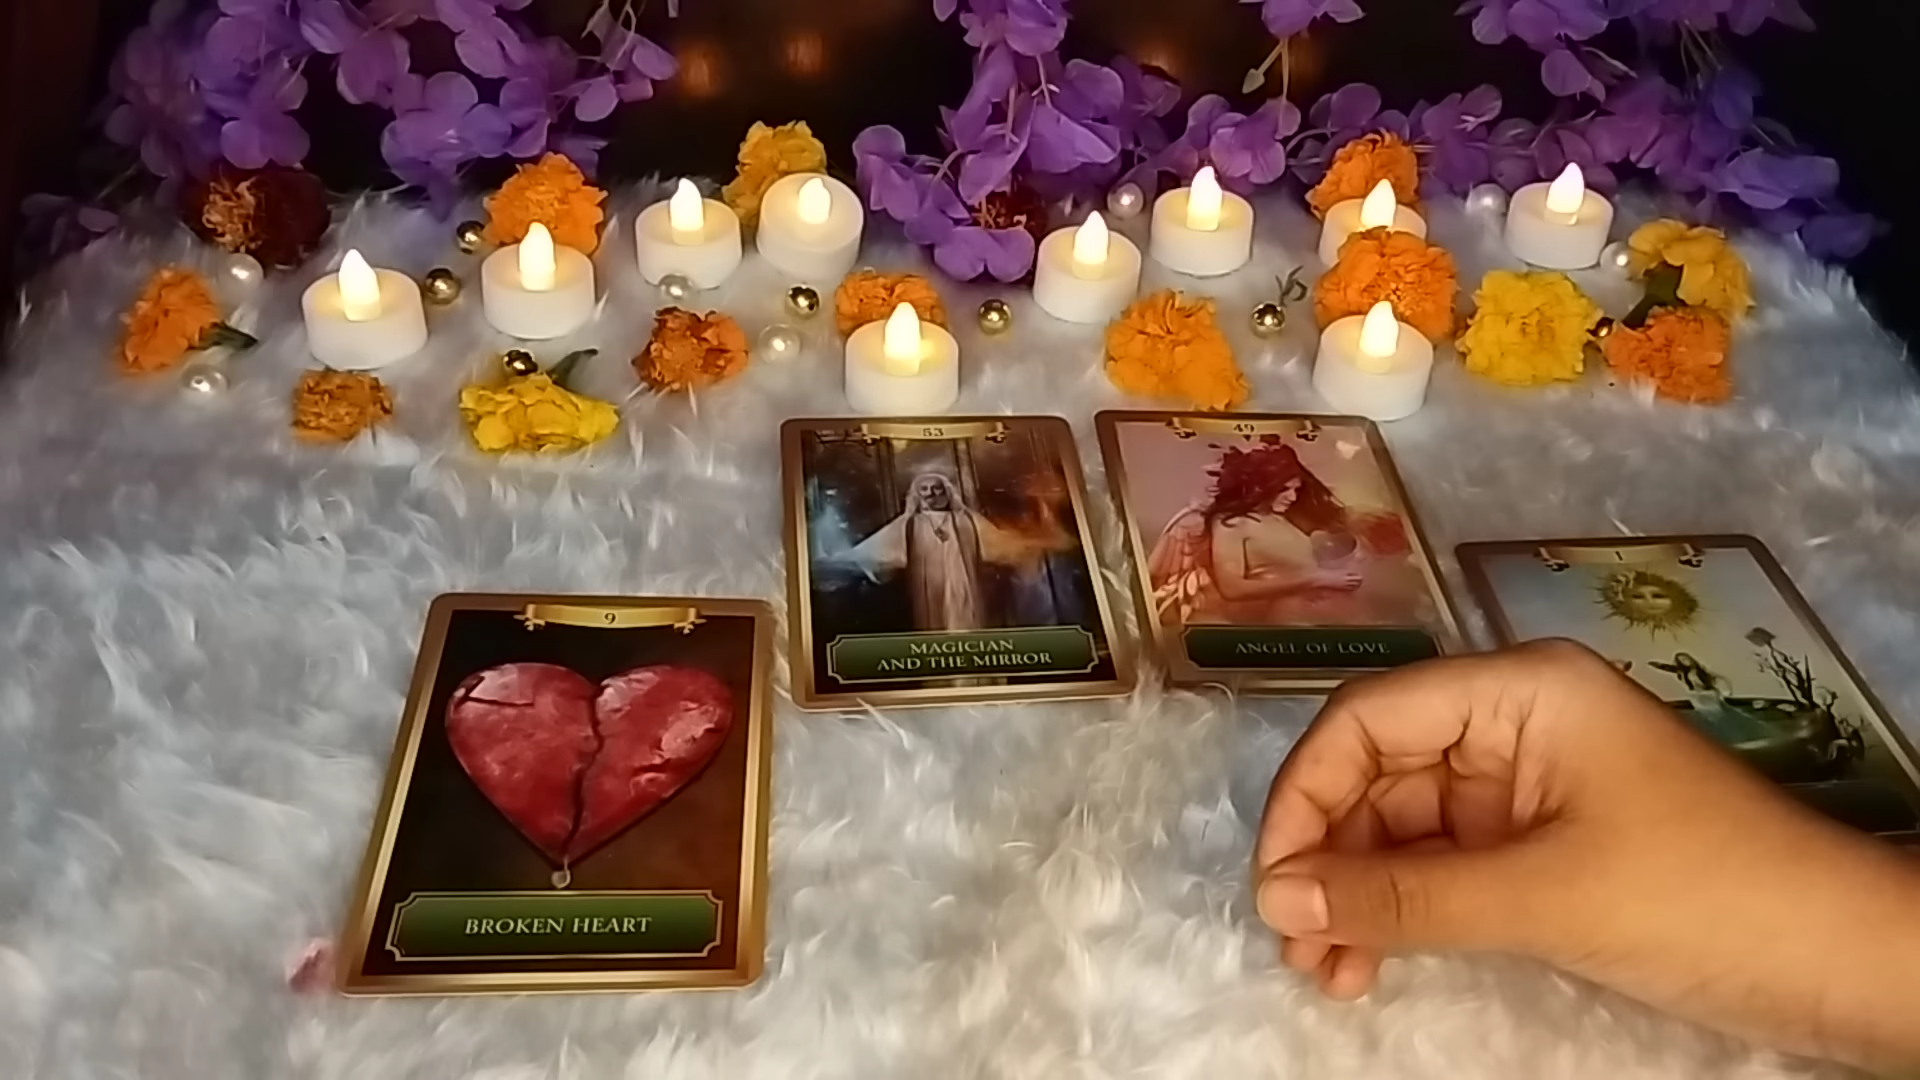 9
BROKEN HEART
53
MAGICIAN
AND THE MIRROR
49
ANGEL OF LOVE
1